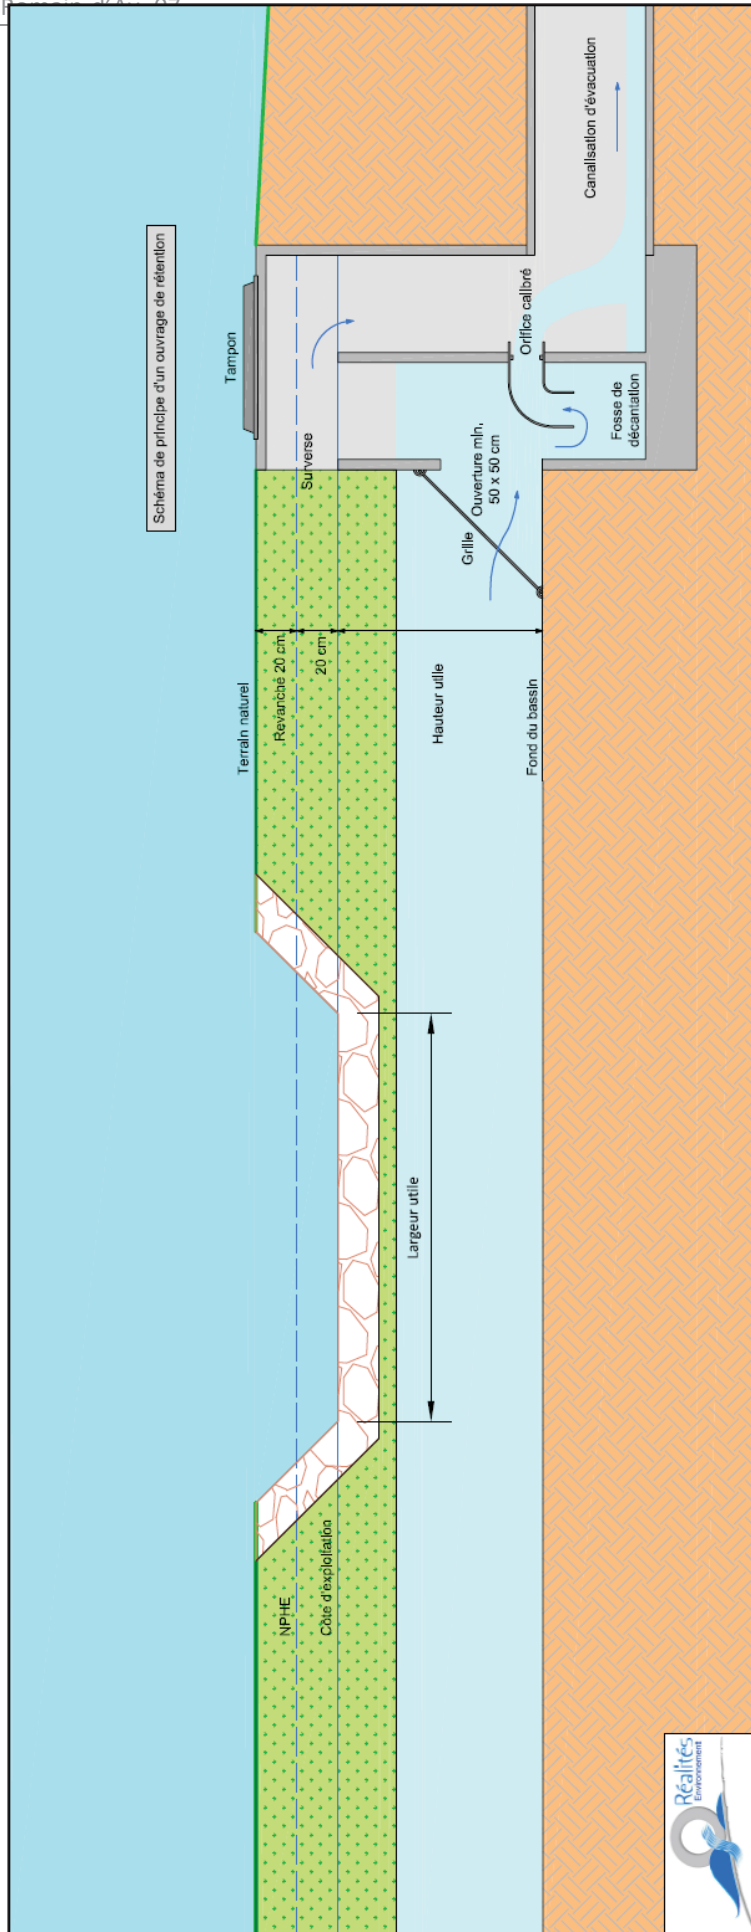 Schéma de principe d'un ouvrage de rétention
Tampon
Terrain naturel
Surverse
Revanche 20 cm
20 cm
NPHE
Côte d'exploitation
Largeur utile
Hauteur utile
Grille
Ouverture min.
50 x 50 cm
Fond du bassin
Orifice calibré
Fosse de
décantation
Canalisation d'évacuation
Réalités
Environnement